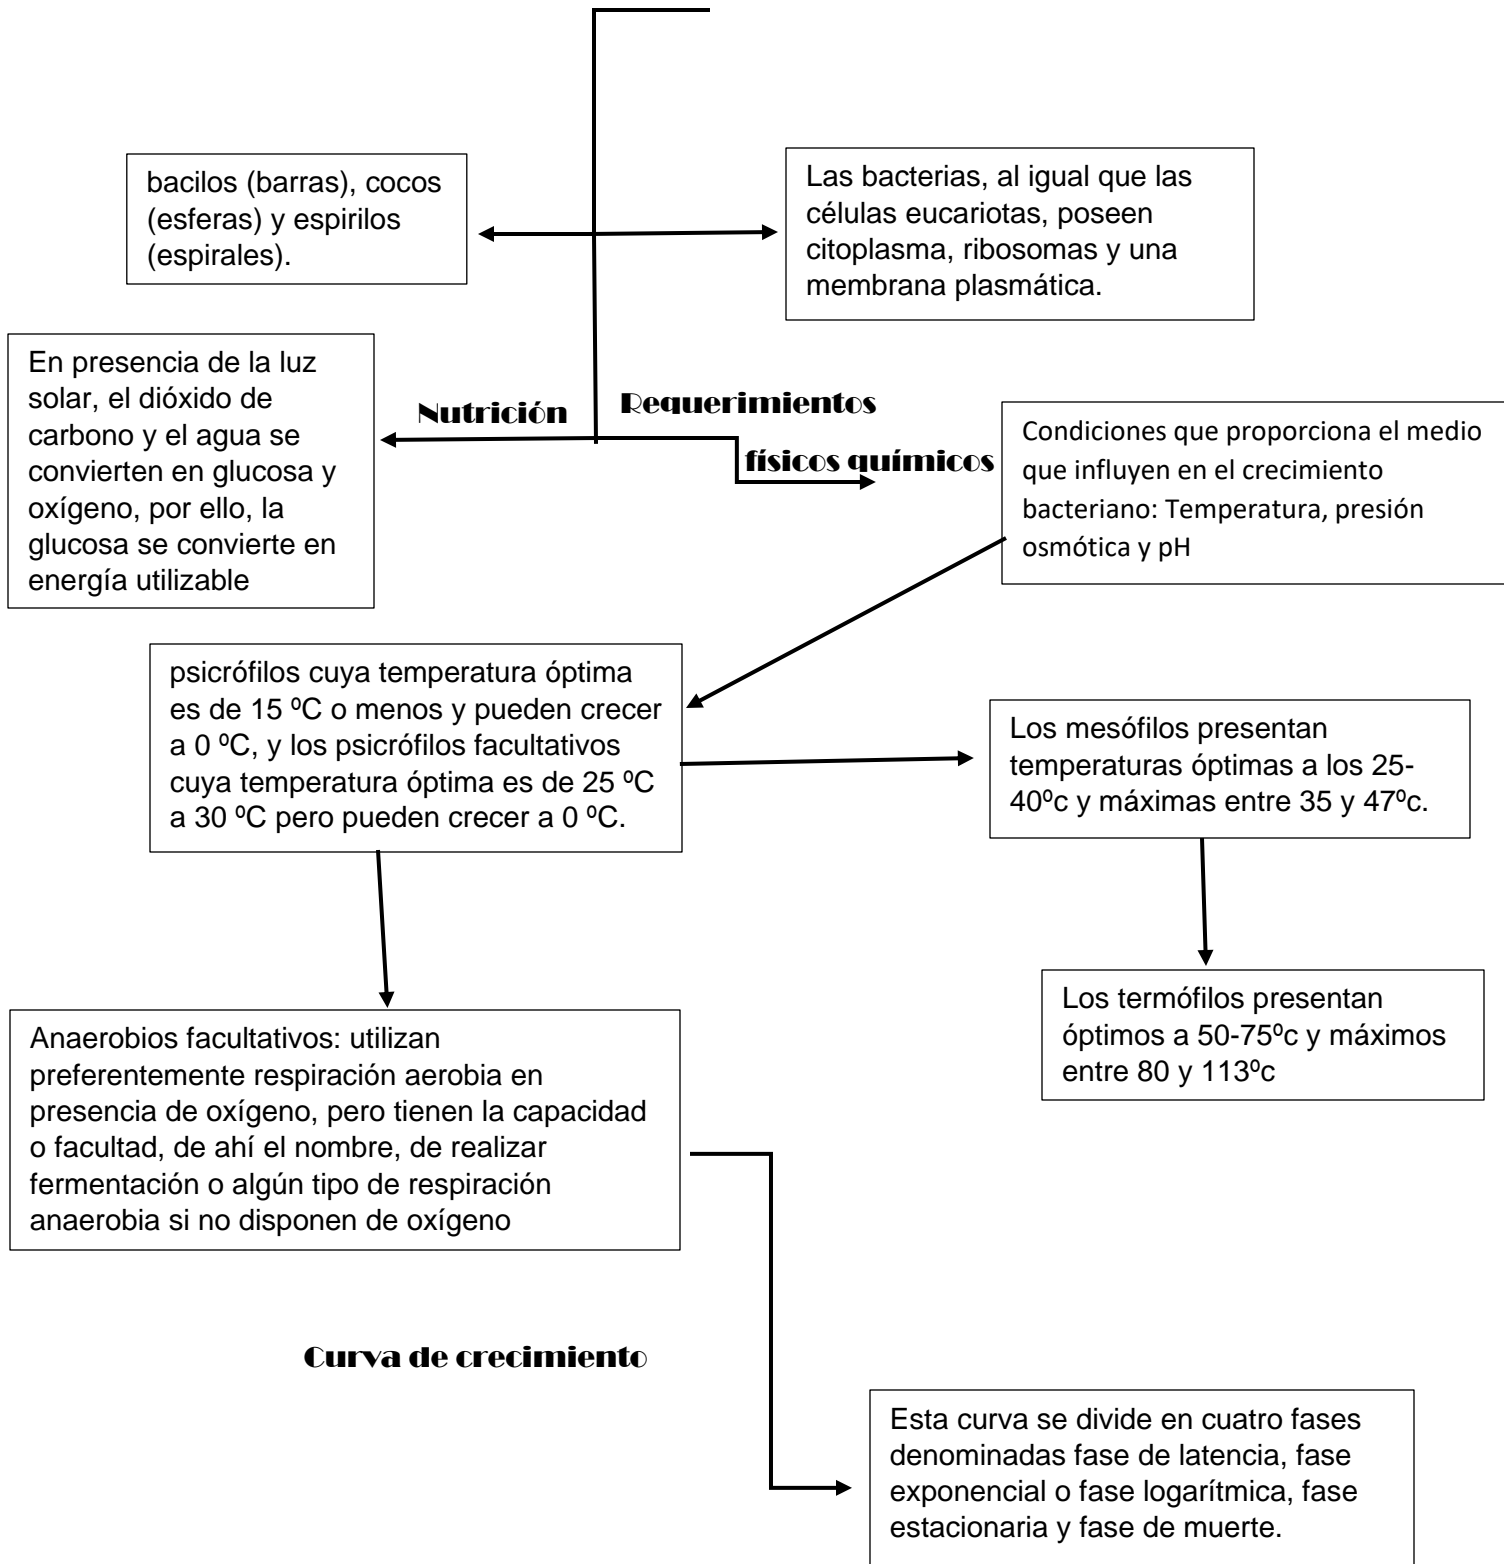 bacilos (barras), cocos
(esferas) y espirilos
(espirales).
Las bacterias, al igual que las
células eucariotas, poseen
citoplasma, ribosomas y una
membrana plasmática.
En presencia de la luz
solar, el dióxido de
carbono y el agua se
convierten en glucosa y
oxígeno, por ello, la
glucosa se convierte en
energía utilizable
Nutrición
Requerimientos
físicos químicos
Condiciones que proporciona el medio
que influyen en el crecimiento
bacteriano: Temperatura, presión
osmótica y pH
psicrófilos cuya temperatura óptima
es de 15 ºC o menos y pueden crecer
a 0 ºC, y los psicrófilos facultativos
cuya temperatura óptima es de 25 ºC
a 30 ºC pero pueden crecer a 0 ºC.
Los mesófilos presentan
temperaturas óptimas a los 25-
40ºc y máximas entre 35 y 47ºc.
Los termófilos presentan
óptimos a 50-75ºc y máximos
entre 80 y 113ºc
Anaerobios facultativos: utilizan
preferentemente respiración aerobia en
presencia de oxígeno, pero tienen la capacidad
o facultad, de ahí el nombre, de realizar
fermentación o algún tipo de respiración
anaerobia si no disponen de oxígeno
Curva de crecimiento
Esta curva se divide en cuatro fases
denominadas fase de latencia, fase
exponencial o fase logarítmica, fase
estacionaria y fase de muerte.